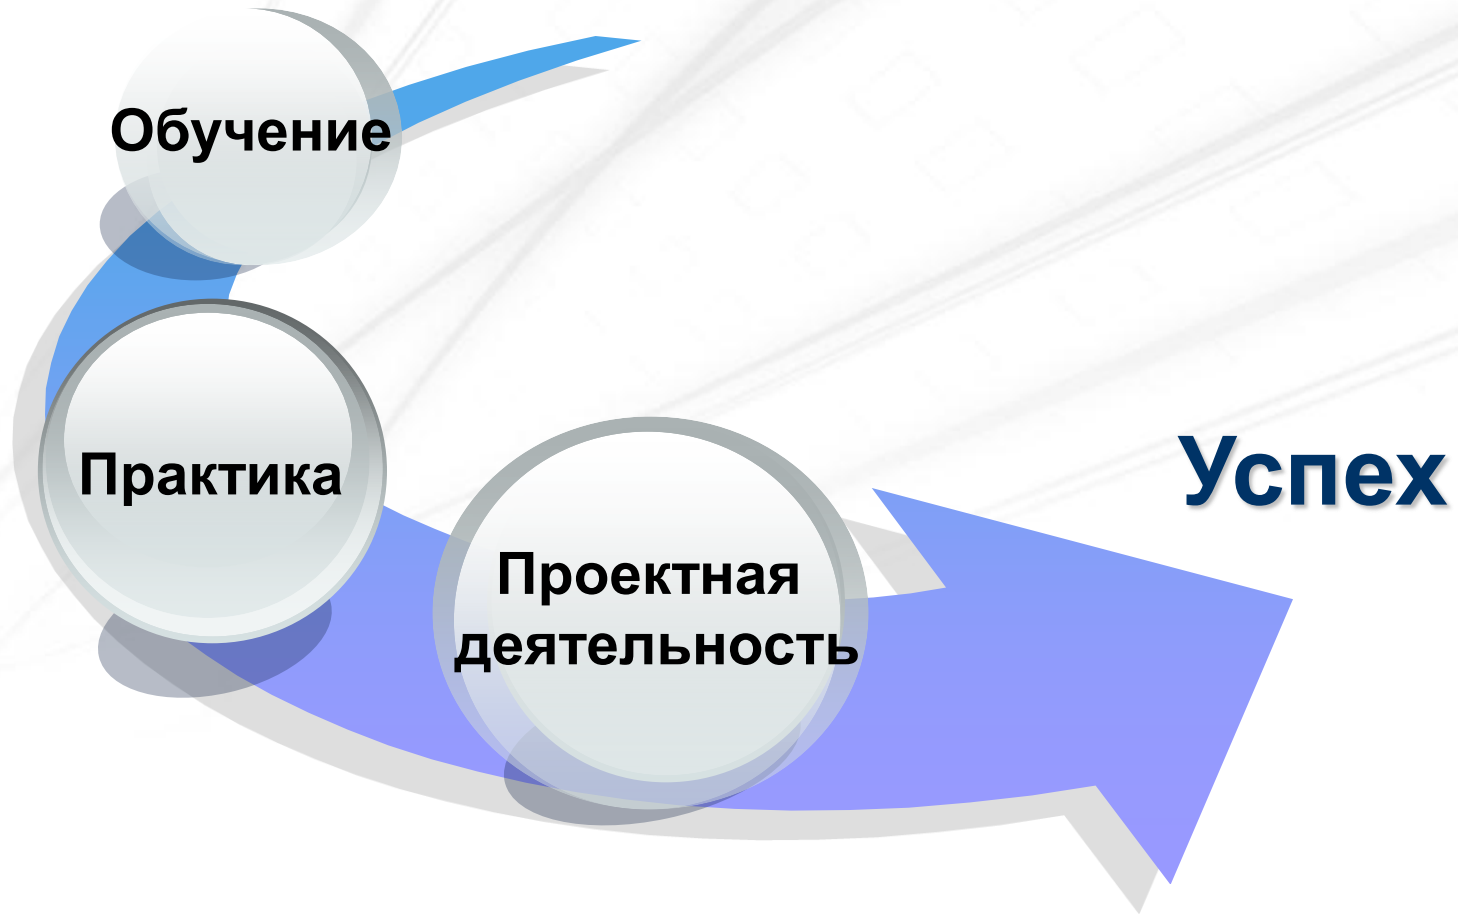 Обучение
Практика
Проектная
деятельность
Успех